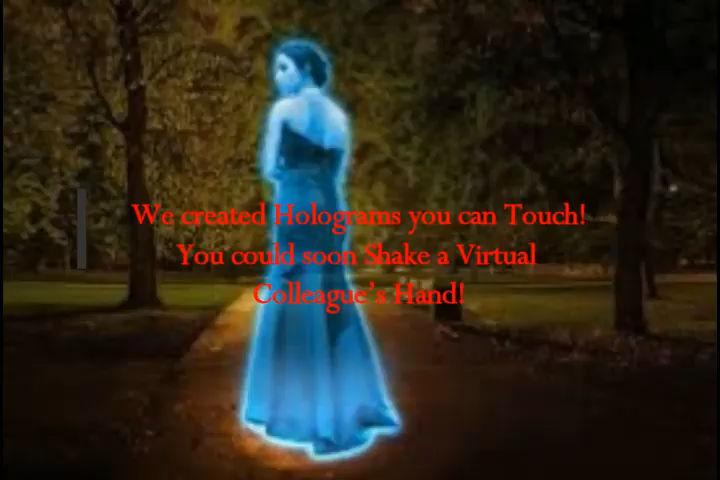 We created Holograms you can Touch!
You could soon Shake a Virtual
Colleague's Hand!